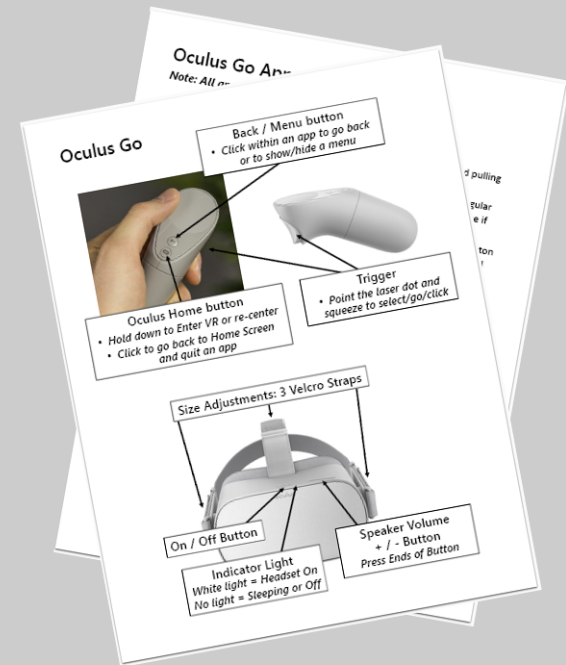 Oculus Go App
Note: All
d pulling
gular
e if
ton
Oculus Go
Back / Menu button
• Click within an app to go back
or to show/hide a menu
Oculus Home button
• Hold down to Enter VR or re-center
• Click to go back to Home Screen
and quit an app
Trigger
• Point the laser dot and
squeeze to select/go/click
Size Adjustments: 3 Velcro Straps
On / Off Button
Indicator Light
White light = Headset On
No light = Sleeping or Off
Speaker Volume
+ / - Button
Press Ends of Button